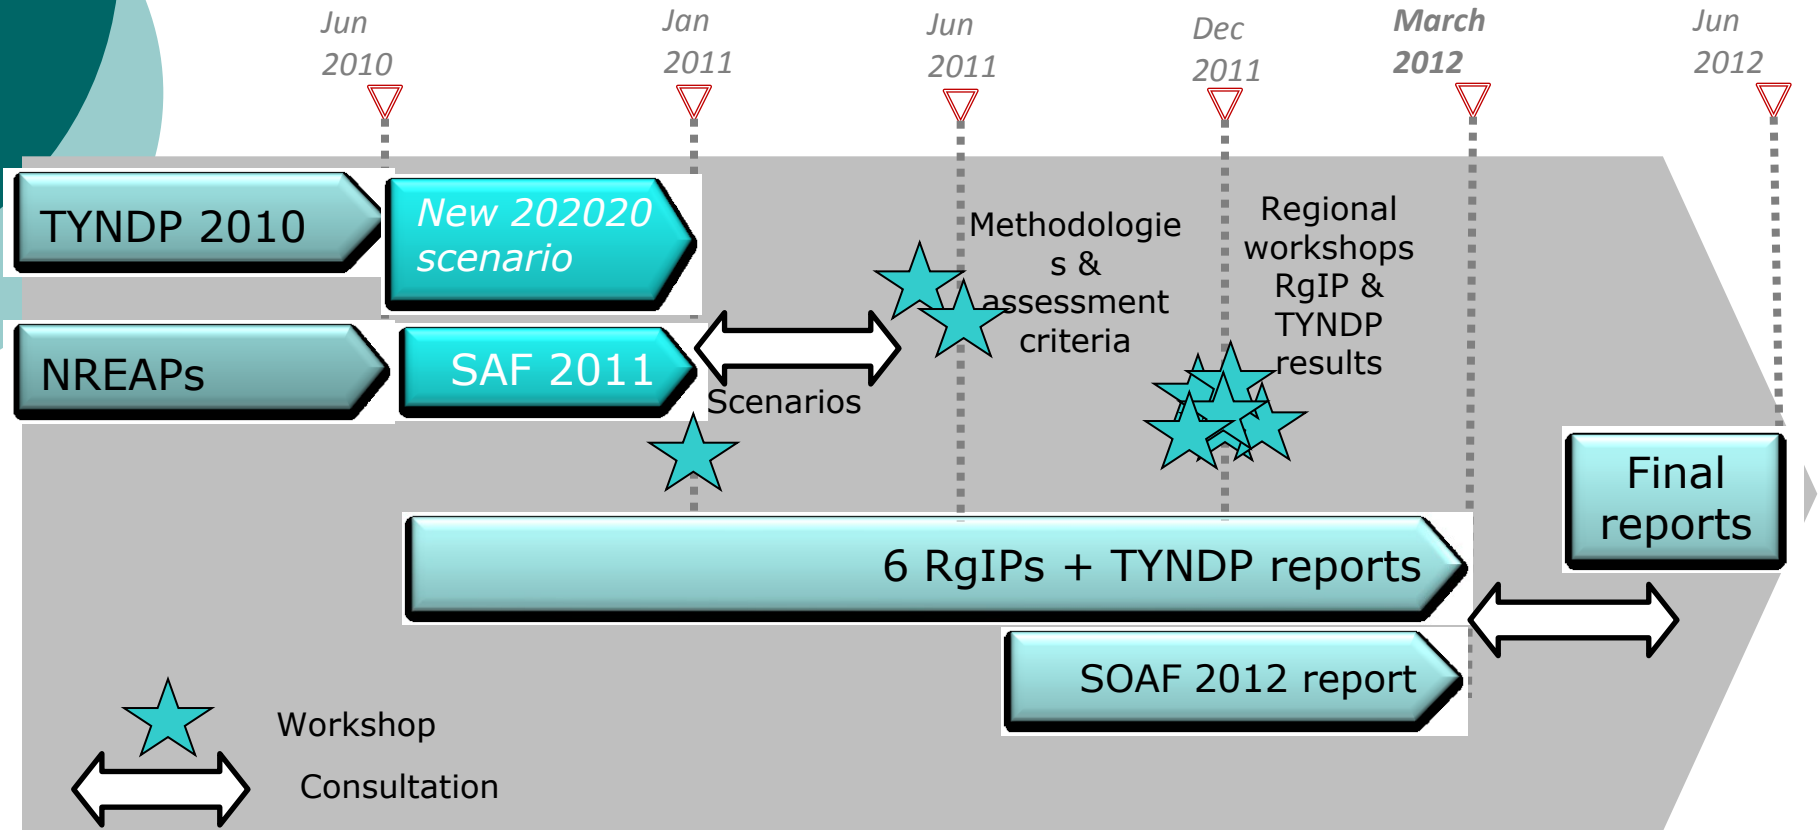 Jun
2010
Jan
2011
Jun
2011
Dec
2011
March
2012
Jun
2012
TYNDP 2010
New 202020
scenario
Methodologie
s &
assessment
criteria
Regional
workshops
RgIP &
TYNDP
results
NREAPs
SAF 2011
Scenarios
6 RgIPs + TYNDP reports
Final
reports
SOAF 2012 report
Workshop
Consultation